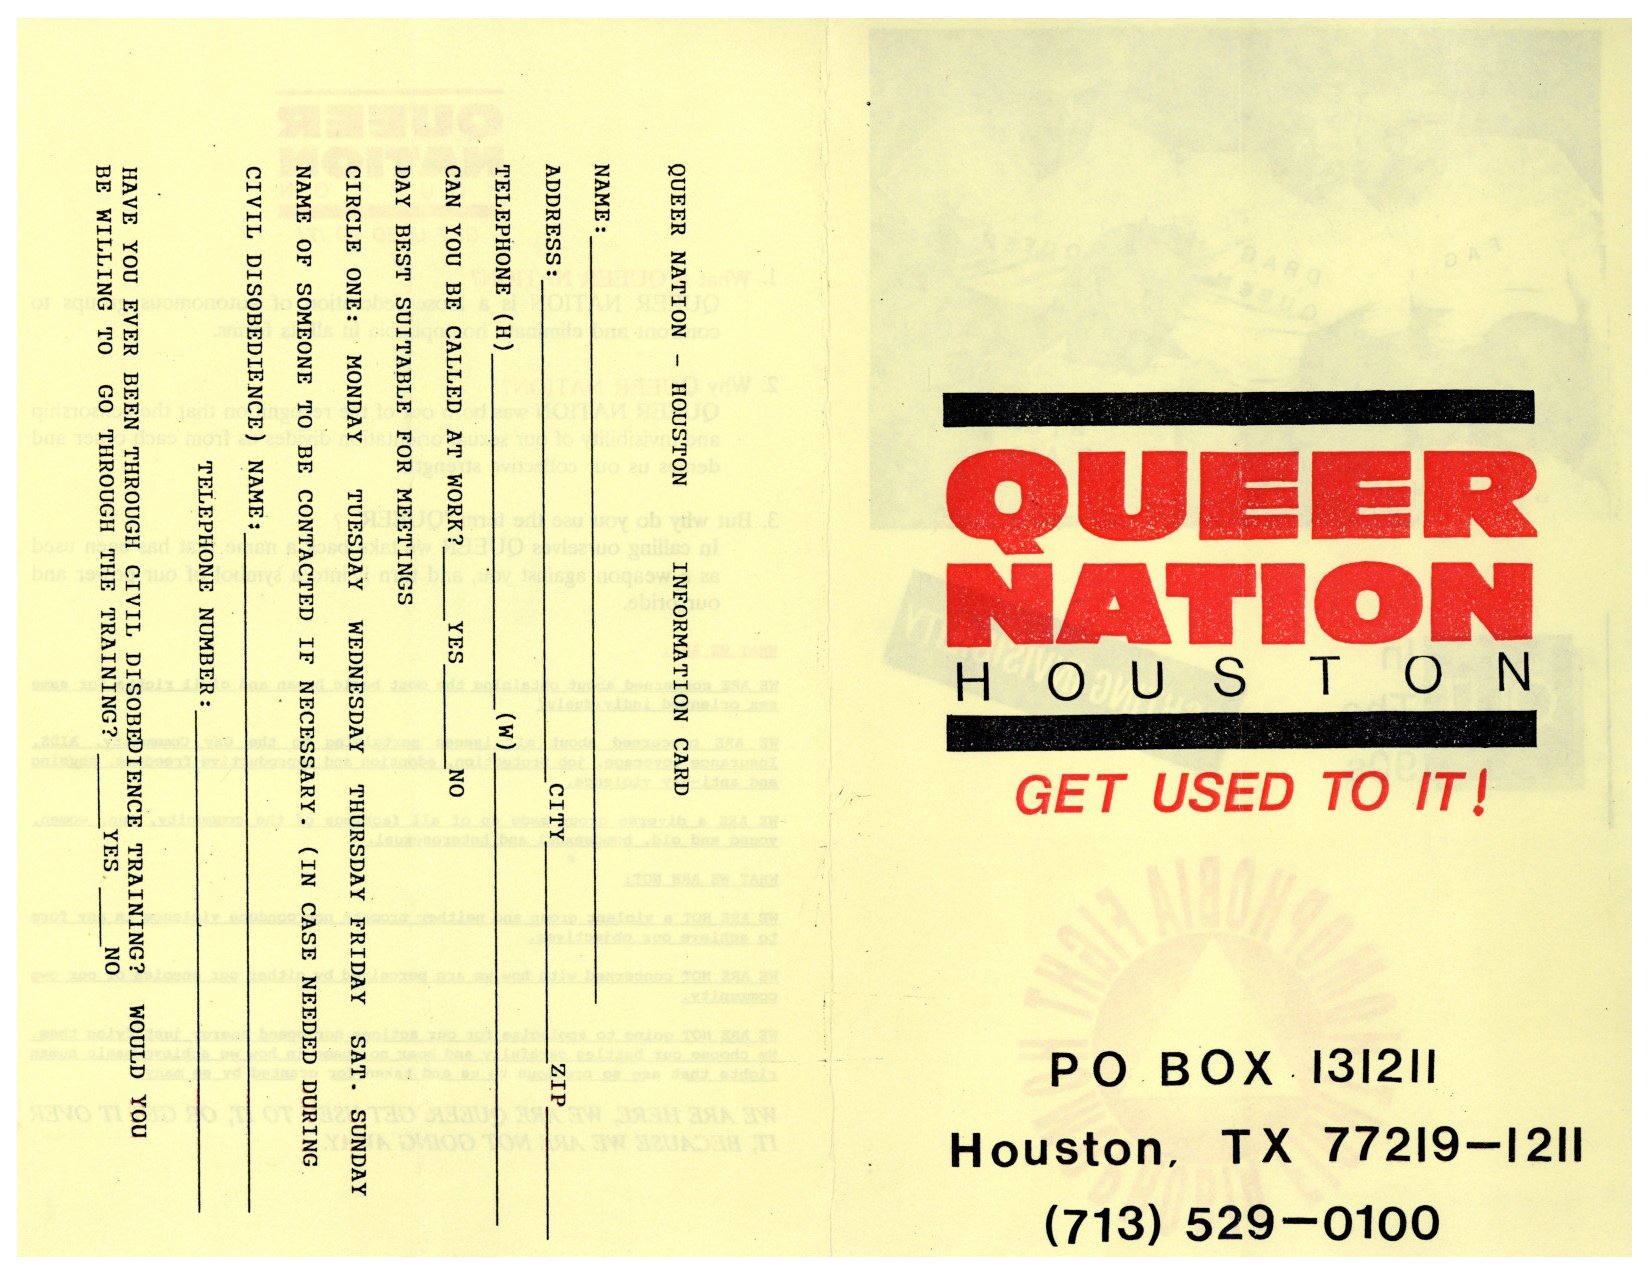 QUEER NATION - HOUSTON INFORMATION CARD
NAME:
ADDRESS: CITY ZIP
TELEPHONE (H) (W)
CAN YOU BE CALLED AT WORK? YES NO
DAY BEST SUITABLE FOR MEETINGS
CIRCLE ONE: MONDAY TUESDAY WEDNESDAY THURSDAY FRIDAY SAT. SUNDAY
NAME OF SOMEONE TO BE CONTACTED IF NECESSARY. (IN CASE NEEDED DURING
CIVIL DISOBEDIENCE) NAME:
TELEPHONE NUMBER:
HAVE YOU EVER BEEN THROUGH CIVIL DISOBEDIENCE TRAINING? WOULD YOU
BE WILLING TO GO THROUGH THE TRAINING? YES NO
QUEER
NATION
HOUSTON
GET USED TO IT!
PO BOX 131211
Houston, TX 77219-1211
(713) 529-0100